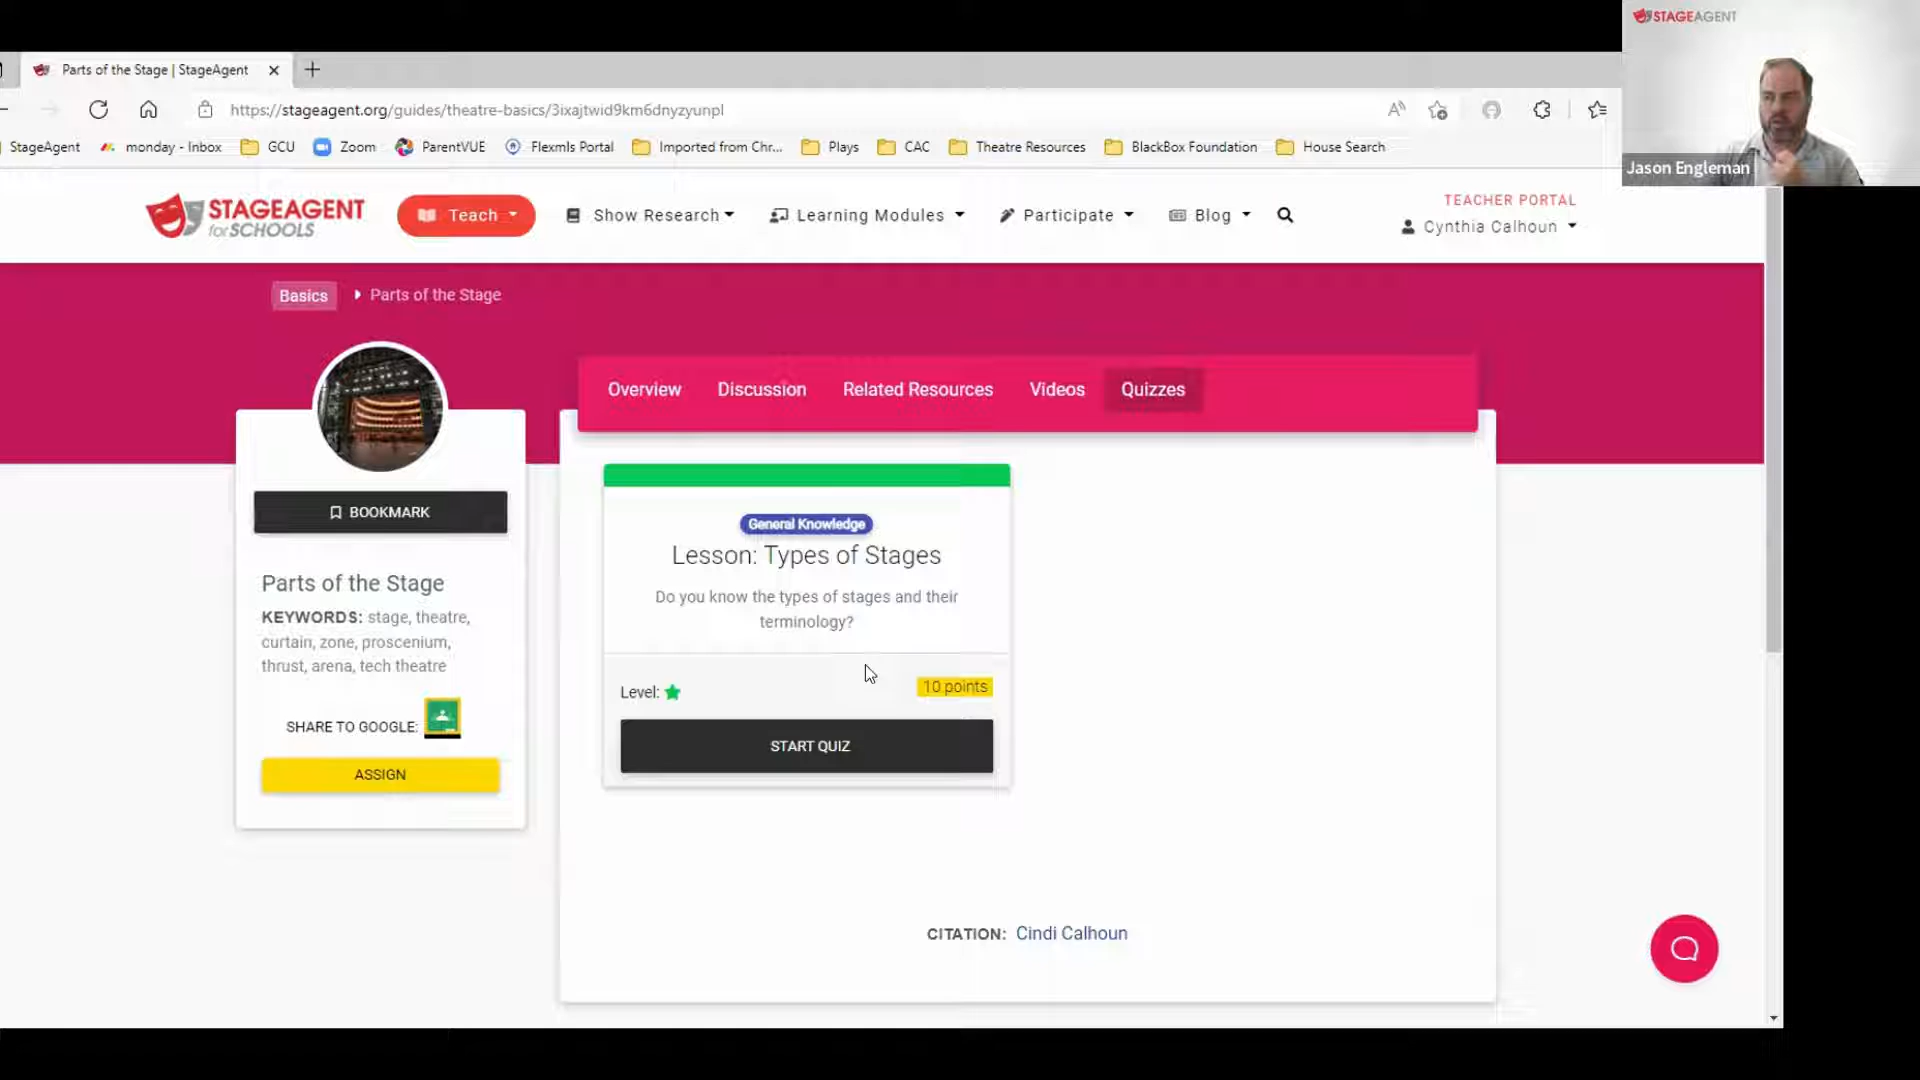 STAGEAGENT
Jason Engleman
Parts of the Stage | StageAgent
https://stageagent.org/guides/theatre-basics/3ixajtwid9km6dnyzyunpl
StageAgent monday - Inbox GCU Zoom ParentVUE Flexmls Portal Imported from Chr... Plays CAC Theatre Resources BlackBox Foundation House Search
STAGEAGENT
for SCHOOLS
Teach Show Research Learning Modules Participate Blog
TEACHER PORTAL
Cynthia Calhoun
Basics Parts of the Stage
Overview Discussion Related Resources Videos Quizzes
BOOKMARK
Parts of the Stage
KEYWORDS: stage, theatre,
curtain, zone, proscenium,
thrust, arena, tech theatre
SHARE TO GOOGLE:
ASSIGN
General Knowledge
Lesson: Types of Stages
Do you know the types of stages and their
terminology?
Level: 10 points
START QUIZ
CITATION: Cindi Calhoun